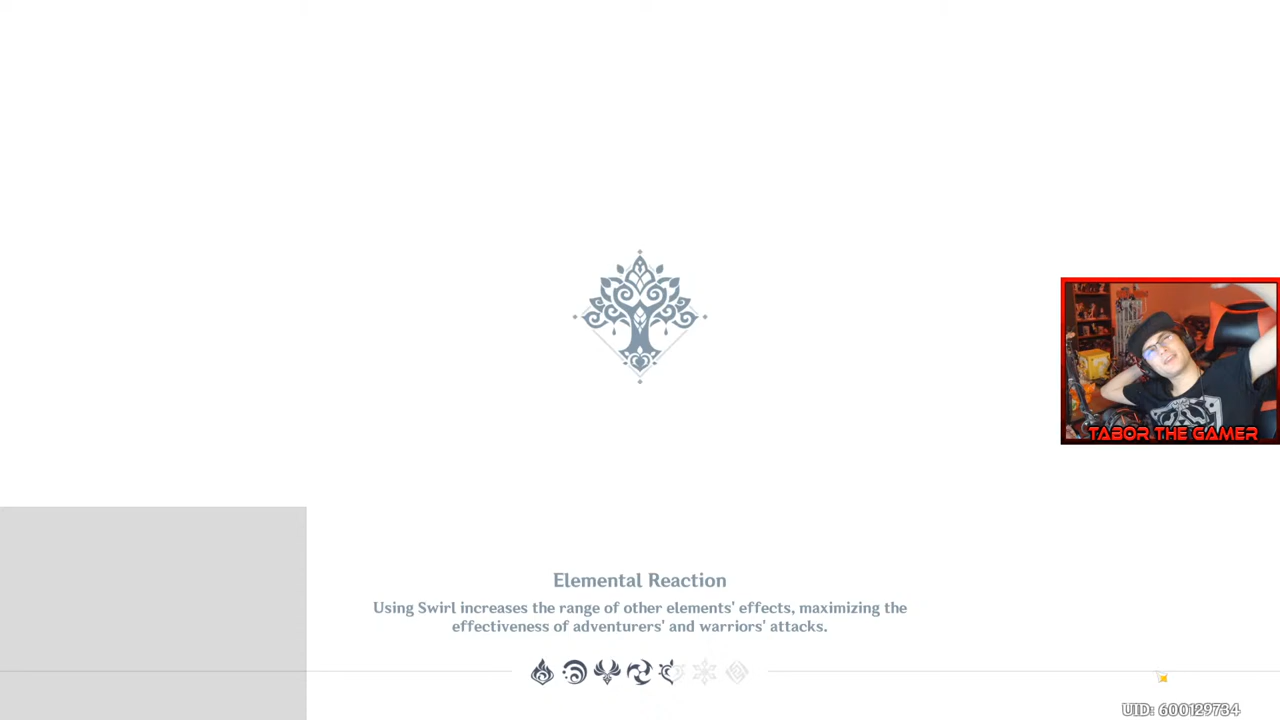 TABOR THE GAMER
Elemental Reaction
Using Swirl increases the range of other elements' effects, maximizing the
effectiveness of adventurers' and warriors' attacks.
UID: 600129734